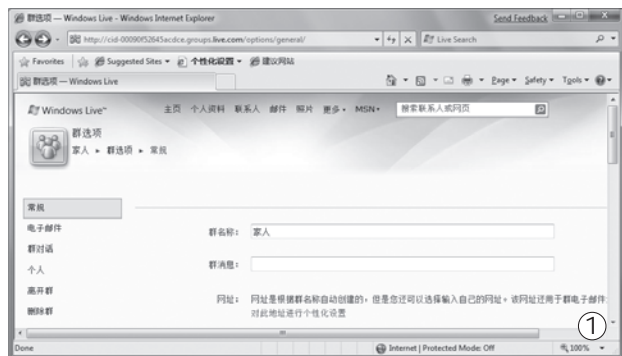 群选项 — Windows Live - Windows Internet Explorer
Send Feedback
http://cid-00090f52645acdce.groups.live.com/options/general/
Live Search
Favorites
Suggested Sites
个性化设置
建议网站
群选项 — Windows Live
Page Safety Tools
Windows Live™
主页 个人资料 联系人 邮件 照片 更多 MSN
搜索联系人或网页
群选项
家人 ▸ 群选项 ▸ 常规
常规
电子邮件
群对话
个人
离开群
删除群
群名称: 家人
群消息:
网址: 网址是根据群名称自动创建的，但是您还可以选择输入自己的网址。该网址还用于群电子邮件
对此地址进行个性化设置
①
Done
Internet | Protected Mode: Off
100%